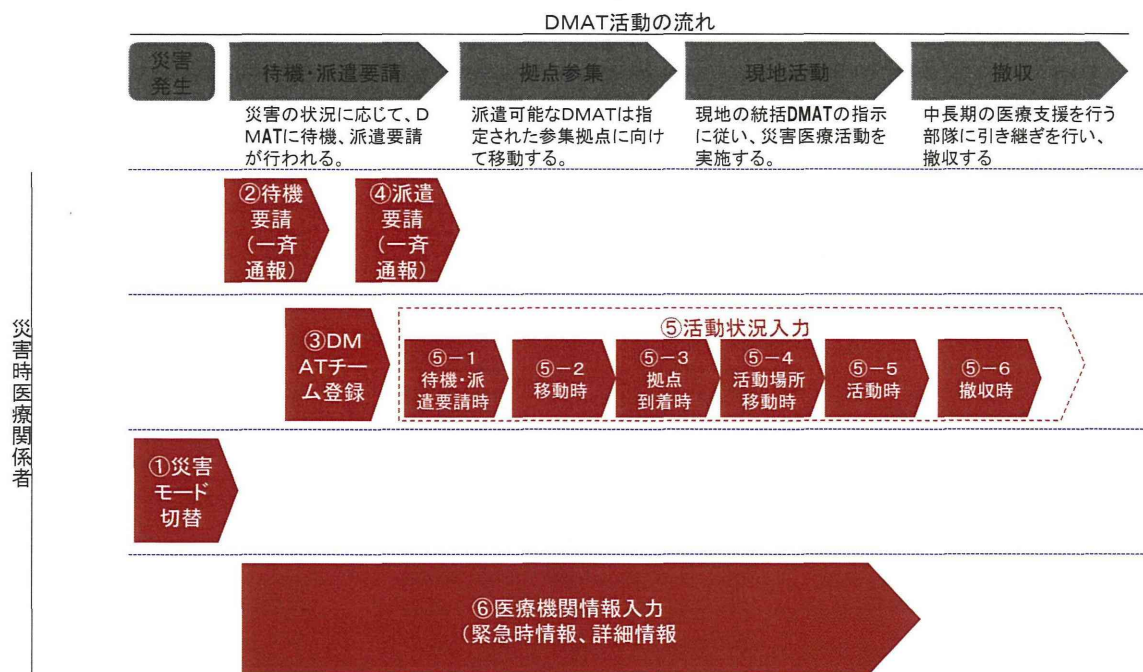 DMAT活動の流れ
災害
発生
待機・派遣要請
拠点参集
現地活動
撤収
災害の状況に応じて、D
MATに待機、派遣要請
が行われる。
派遣可能なDMATは指
定された参集拠点に向け
て移動する。
現地の統括DMATの指示
に従い、災害医療活動を
実施する。
中長期の医療支援を行う
部隊に引き継ぎを行い、
撤収する
災害時医療関係者
②待機
要請
(一斉
通報)
④派遣
要請
(一斉
通報)
③DM
ATチー
ム登録
⑤活動状況入力
⑤－1
待機・派
遣要請時
⑤－2
移動時
⑤－3
拠点
到着時
⑤－4
活動場所
移動時
⑤－5
活動時
⑤－6
撤収時
①災害
モード
切替
⑥医療機関情報入力
(緊急時情報、詳細情報